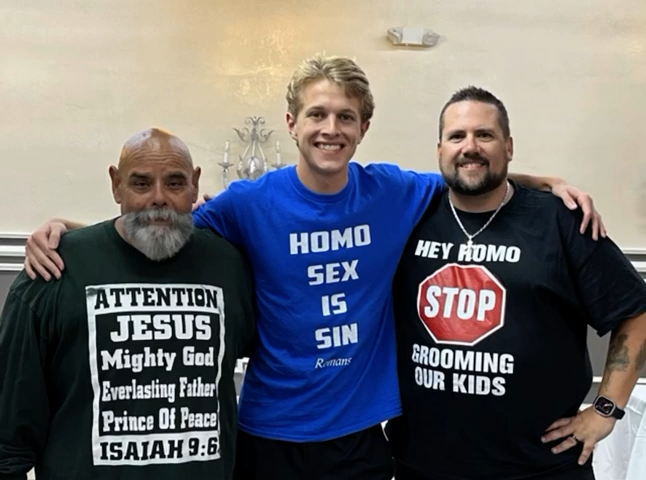 ATTENTION
JESUS
Mighty God
Everlasting Father
Prince Of Peace
ISAIAH 9:6
HOMO
SEX
IS
SIN
Romans
HEY HOMO
STOP
GROOMING
OUR KIDS